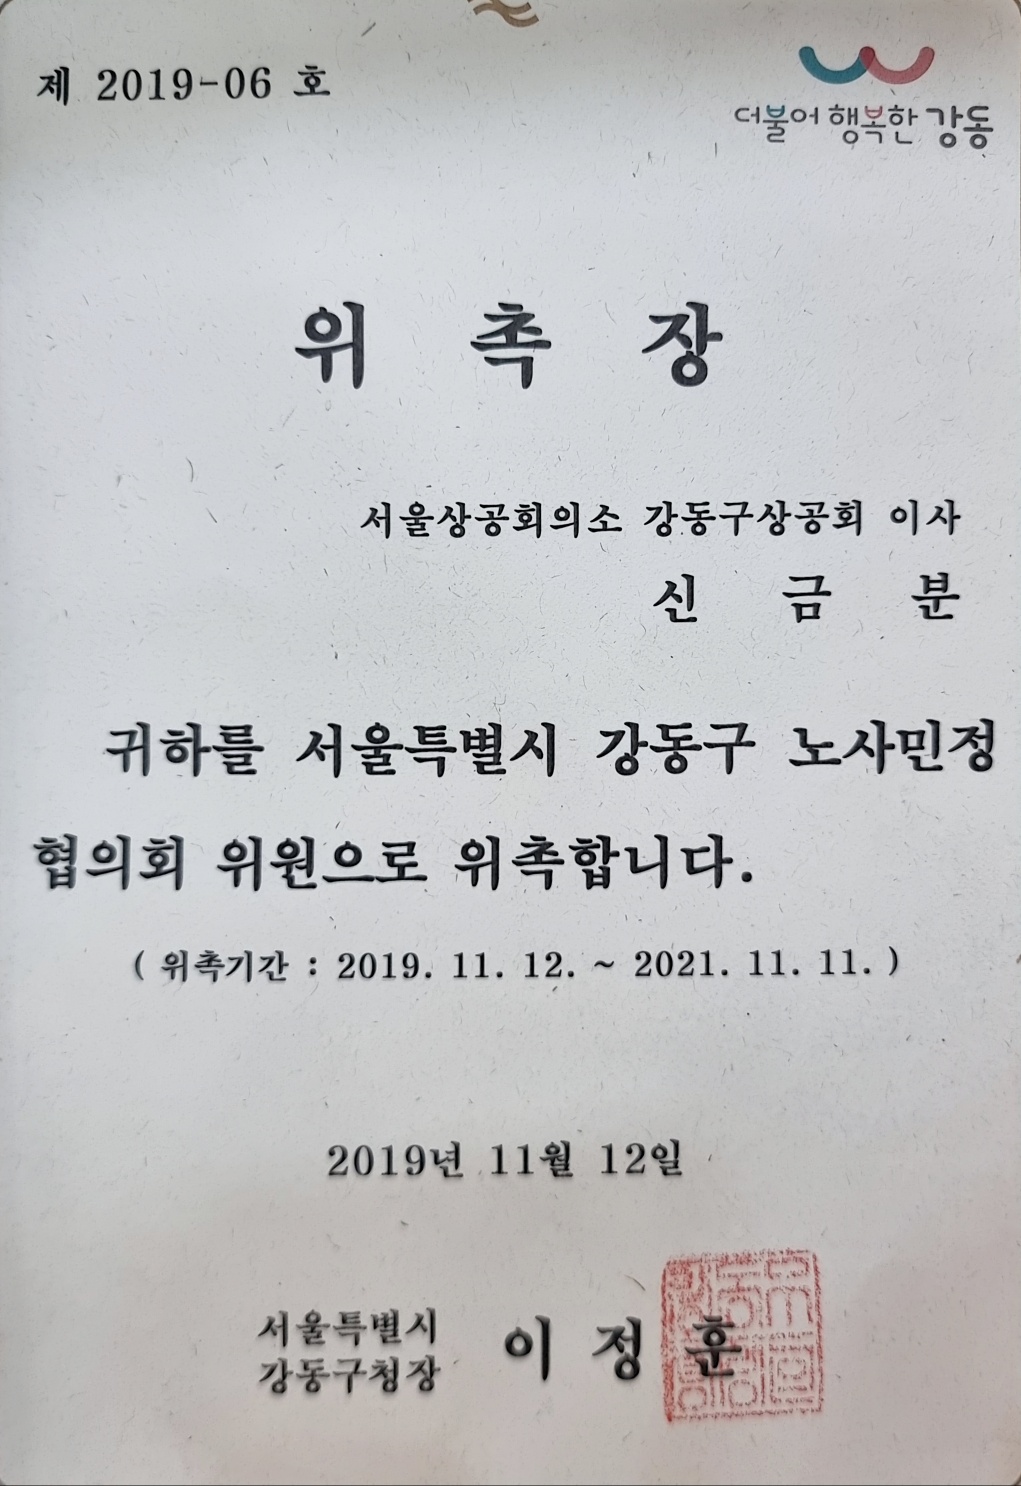 제 2019-06 호
더불어 행복한 강동
위 촉 장
서울상공회의소 강동구상공회 이사
신 금 분
귀하를 서울특별시 강동구 노사민정
협의회 위원으로 위촉합니다.
( 위촉기간 : 2019. 11. 12. ~ 2021. 11. 11. )
2019년 11월 12일
서울특별시
강동구청장 이 정 훈